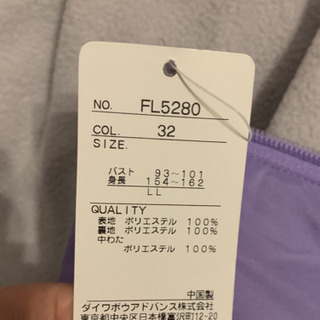 NO. FL5280
COL. 32
SIZE.
バスト 93～101
身長 154～162
LL
QUALITY
表地 ポリエステル 100%
裏地 ポリエステル 100%
中わた
ポリエステル 100%
中国製
ダイワボウアドバンス株式会社
東京都中央区日本橋富沢町12-20